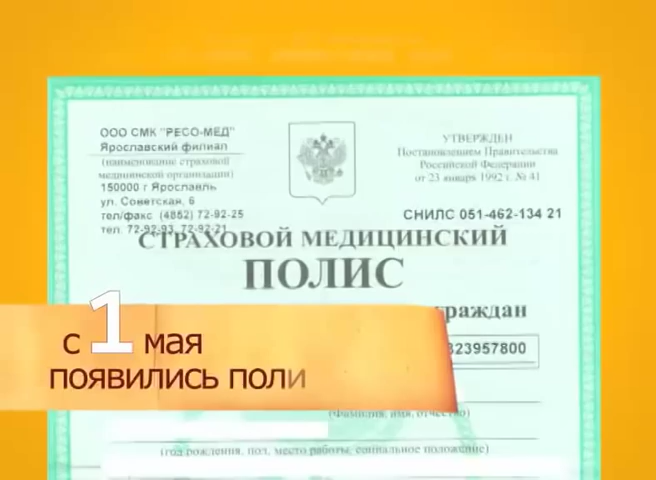 ООО СМК "РЕСО-МЕД"
Ярославский филиал
(наименование страховой
медицинской организации)
150000 г Ярославль
ул. Советская, 6
тел/факс (4852) 72-92-25
тел. 72-92-93, 72-92-21
УТВЕРЖДЕН
Постановлением Правительства
Российской Федерации
от 23 января 1992 г. № 41
СНИЛС 051-462-134 21
СТРАХОВОЙ МЕДИЦИНСКИЙ
ПОЛИС
граждан
823957800
с 1 мая
появились поли
(фамилия, имя, отчество)
(год рождения, пол, место работы, социальное положение)